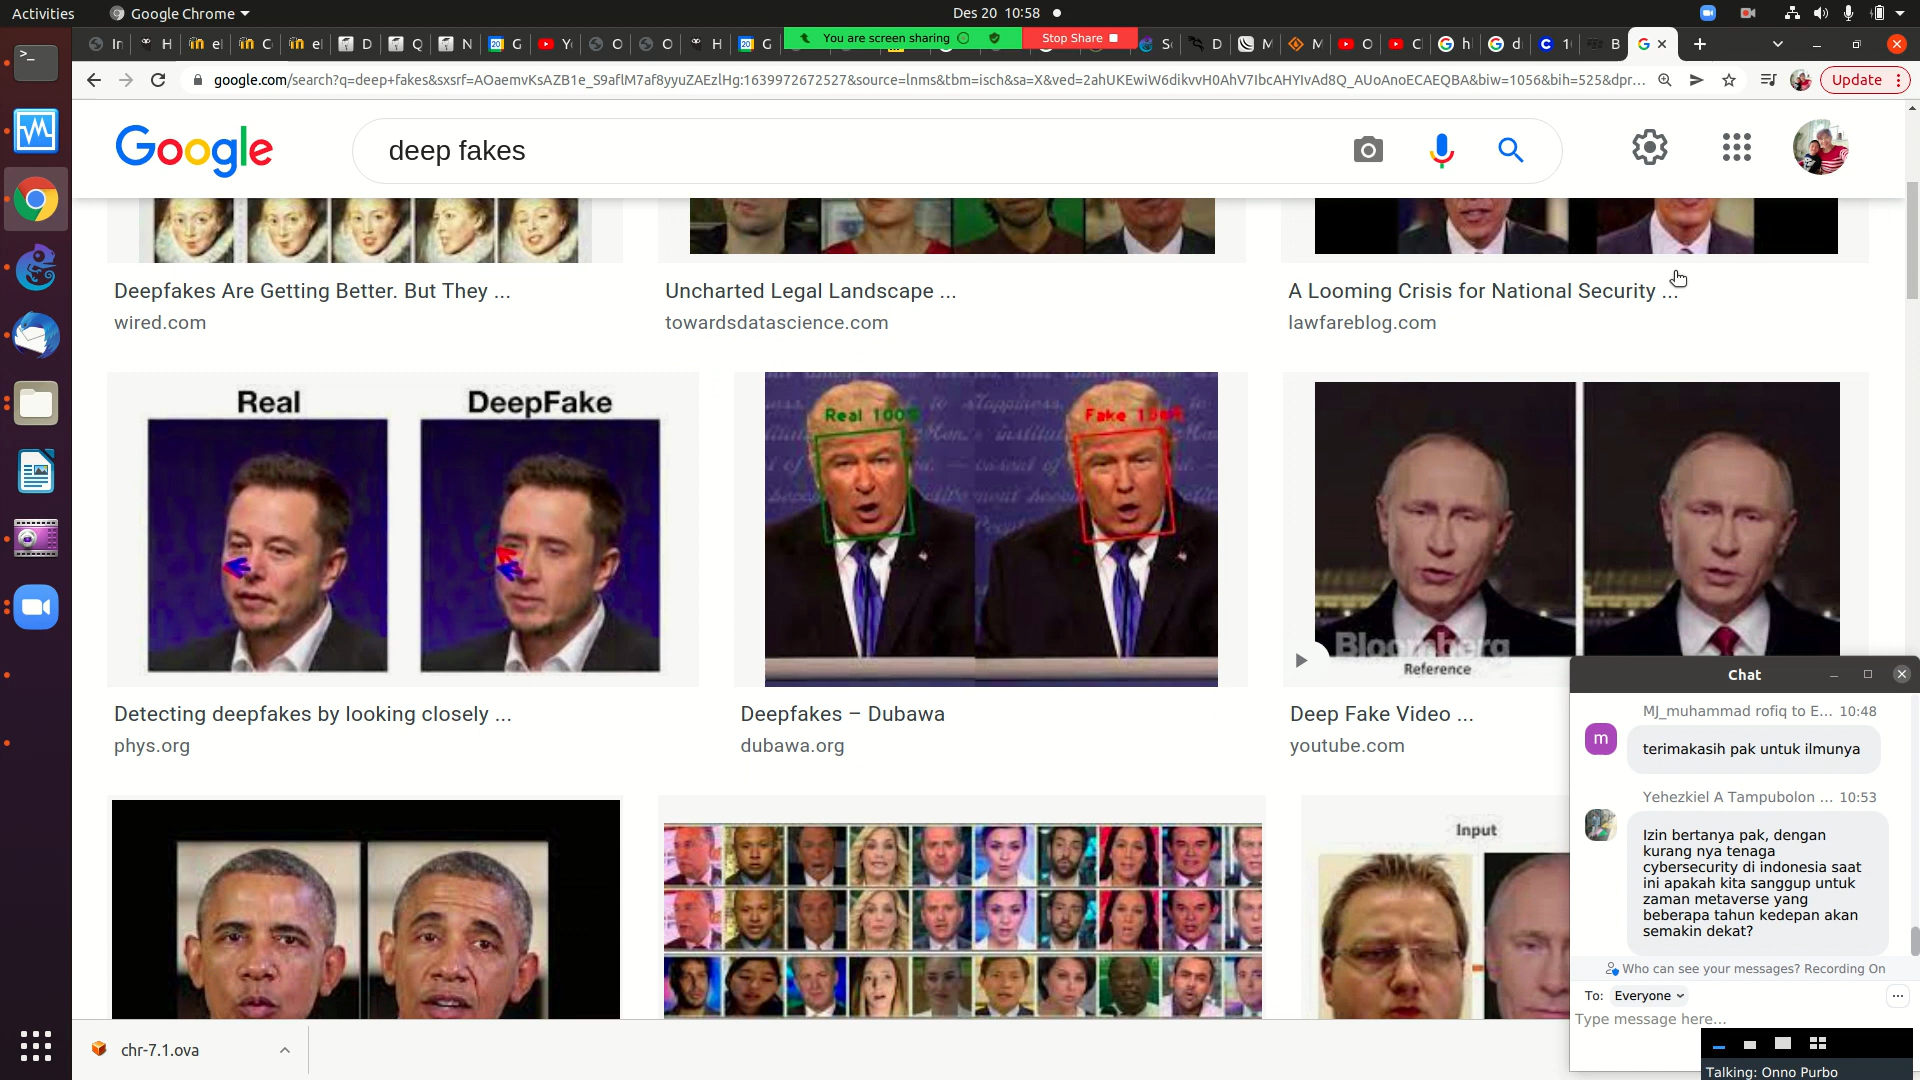 Activities
Google Chrome
Des 20 10:58
You are screen sharing
Stop Share
google.com/search?q=deep+fakes&sxsrf=AOaemvKsAZB1e_S9aflM7af8yyuZAEzlHg:1639972672527&source=lnms&tbm=isch&sa=X&ved=2ahUKEwiW6dikvvH0AhV7IbcAHYIvAd8Q_AUoAnoECAEQBA&biw=1056&bih=525&dpr...
Update
Google
deep fakes
Deepfakes Are Getting Better. But They ...
wired.com
Uncharted Legal Landscape ...
towardsdatascience.com
A Looming Crisis for National Security ...
lawfareblog.com
Real
DeepFake
Real 100%
Fake
Bloomberg
Reference
Detecting deepfakes by looking closely ...
phys.org
Deepfakes – Dubawa
dubawa.org
Deep Fake Video ...
youtube.com
Input
Chat
MJ_muhammad rofiq to E... 10:48
m
terimakasih pak untuk ilmunya
Yehezkiel A Tampubolon ... 10:53
Izin bertanya pak, dengan
kurang nya tenaga
cybersecurity di indonesia saat
ini apakah kita sanggup untuk
zaman metaverse yang
beberapa tahun kedepan akan
semakin dekat?
Who can see your messages? Recording On
To: Everyone
Type message here...
chr-7.1.ova
Talking: Onno Purbo